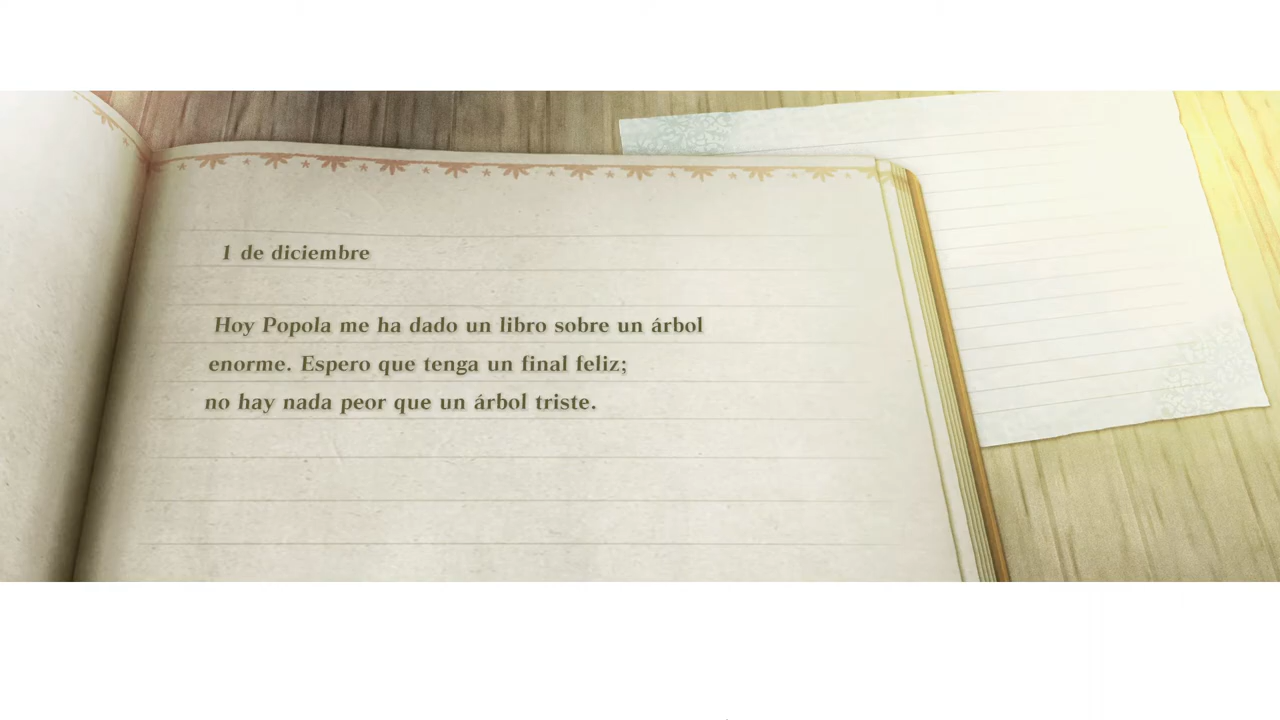 1 de diciembre
Hoy Popola me ha dado un libro sobre un árbol
enorme. Espero que tenga un final feliz;
no hay nada peor que un árbol triste.